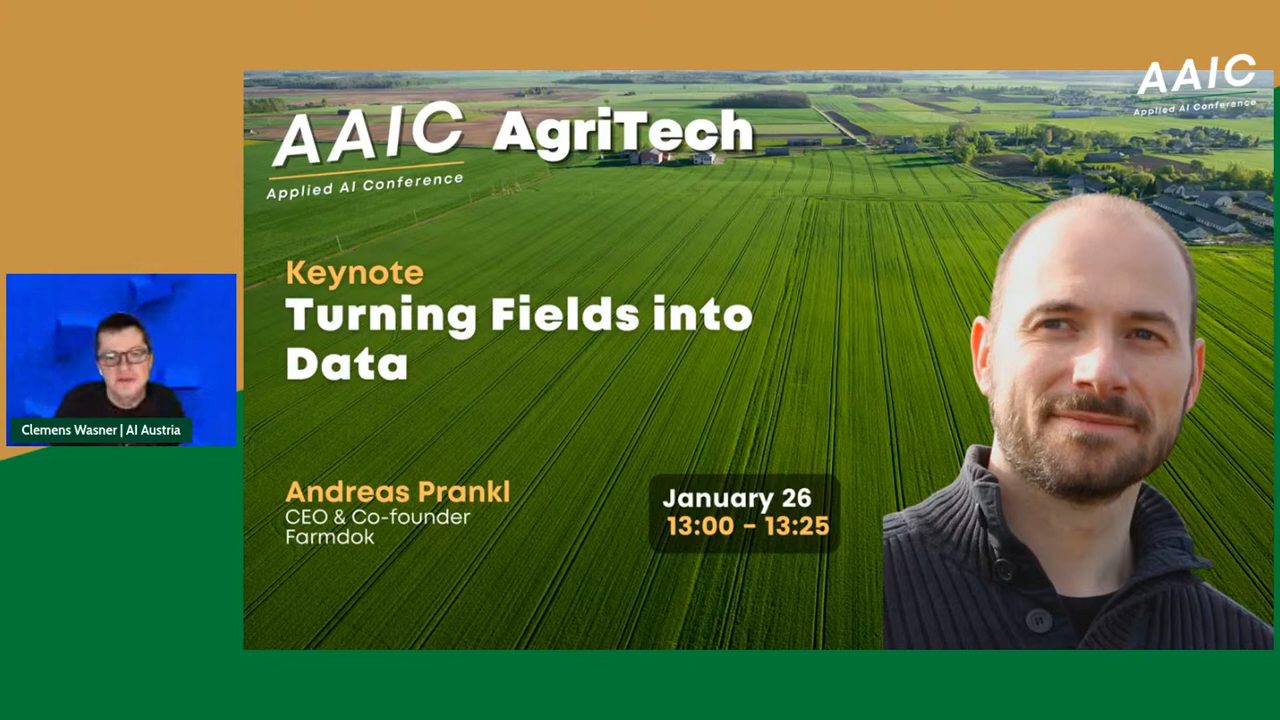 AAIC
Applied AI Conference
AAIC AgriTech
Applied AI Conference
Keynote
Turning Fields into
Data
Andreas Prankl
CEO & Co-founder
Farmdok
January 26
13:00 - 13:25
Clemens Wasner | AI Austria